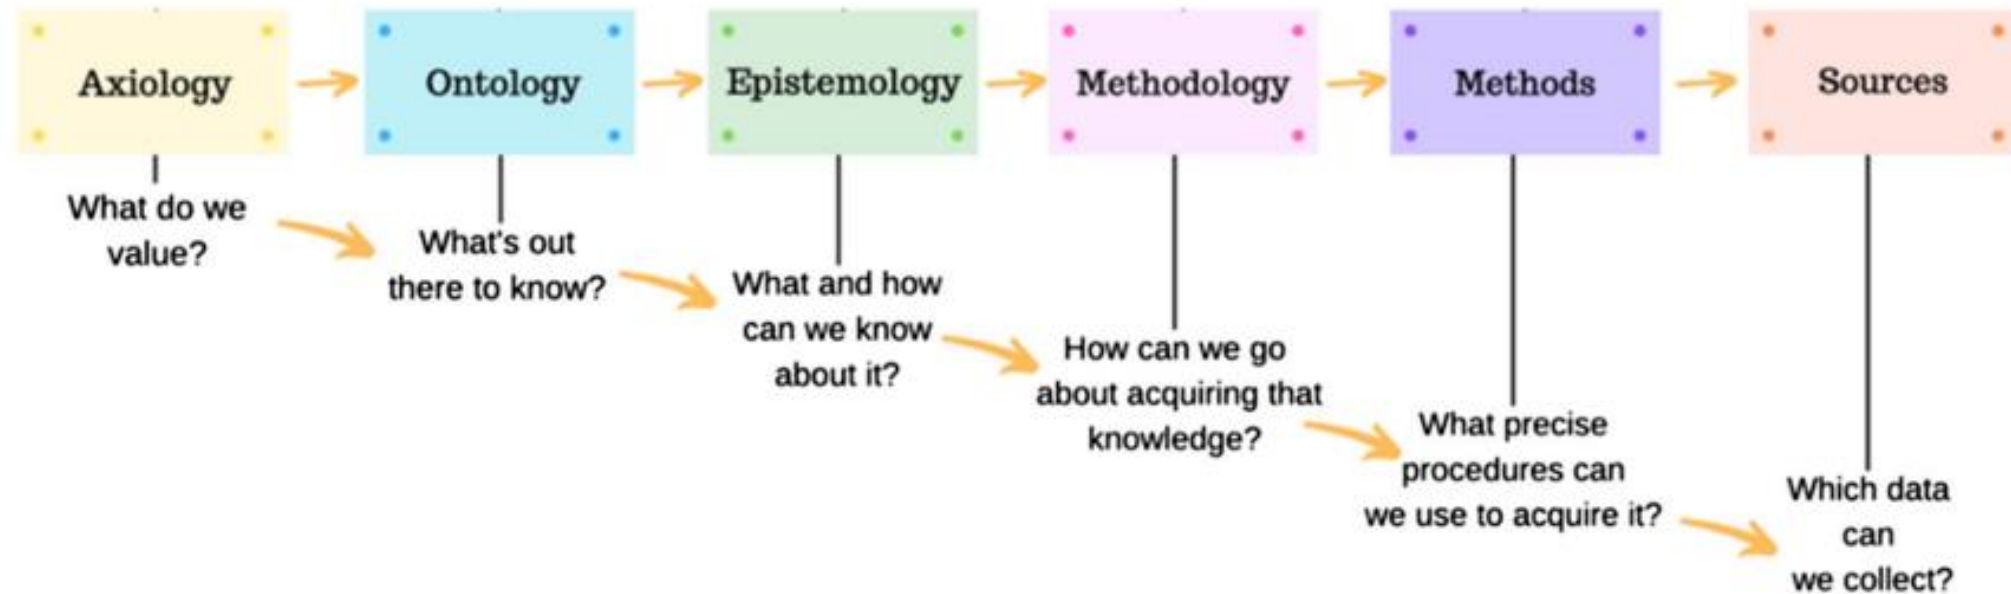 Axiology
Ontology
Epistemology
Methodology
Methods
Sources
What do we
value?
What's out
there to know?
What and how
can we know
about it?
How can we go
about acquiring that
knowledge?
What precise
procedures can
we use to acquire it?
Which data
can
we collect?